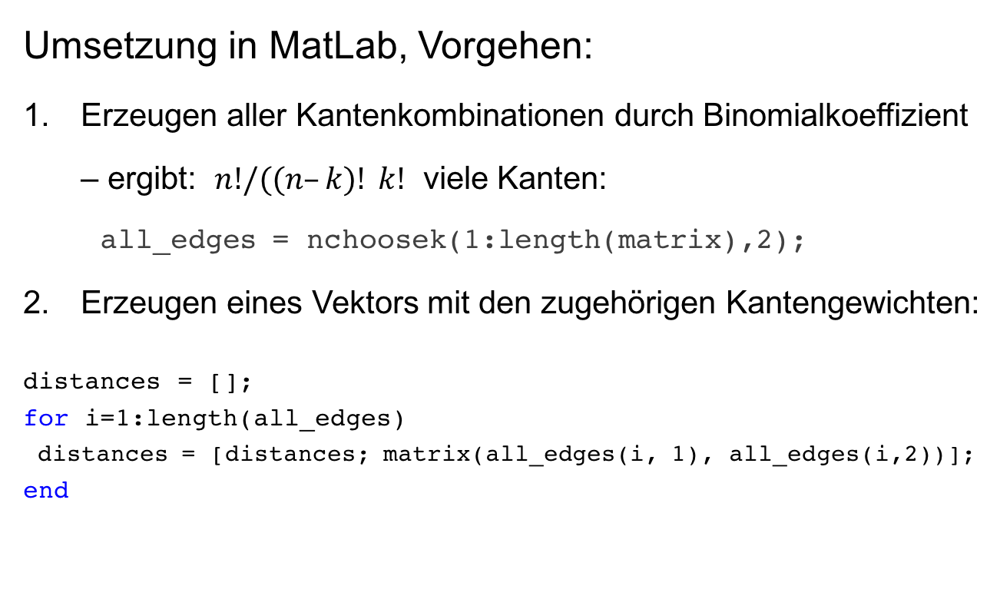 Umsetzung in MatLab, Vorgehen:
1. Erzeugen aller Kantenkombinationen durch Binomialkoeffizient
– ergibt: 𝑛!/((𝑛– 𝑘)! 𝑘! viele Kanten:
all_edges = nchoosek(1:length(matrix),2);
2. Erzeugen eines Vektors mit den zugehörigen Kantengewichten:
distances = [];
for i=1:length(all_edges)
distances = [distances; matrix(all_edges(i, 1), all_edges(i,2))];
end